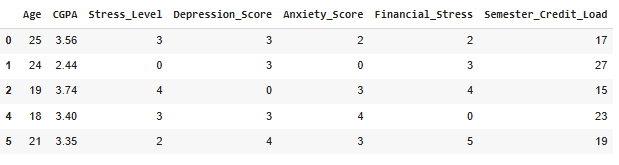 Age CGPA Stress_Level Depression_Score Anxiety_Score Financial_Stress Semester_Credit_Load
0 25 3.56 3 3 2 2 17
1 24 2.44 0 3 0 3 27
2 19 3.74 4 0 3 4 15
4 18 3.40 3 3 4 0 23
5 21 3.35 2 4 3 5 19